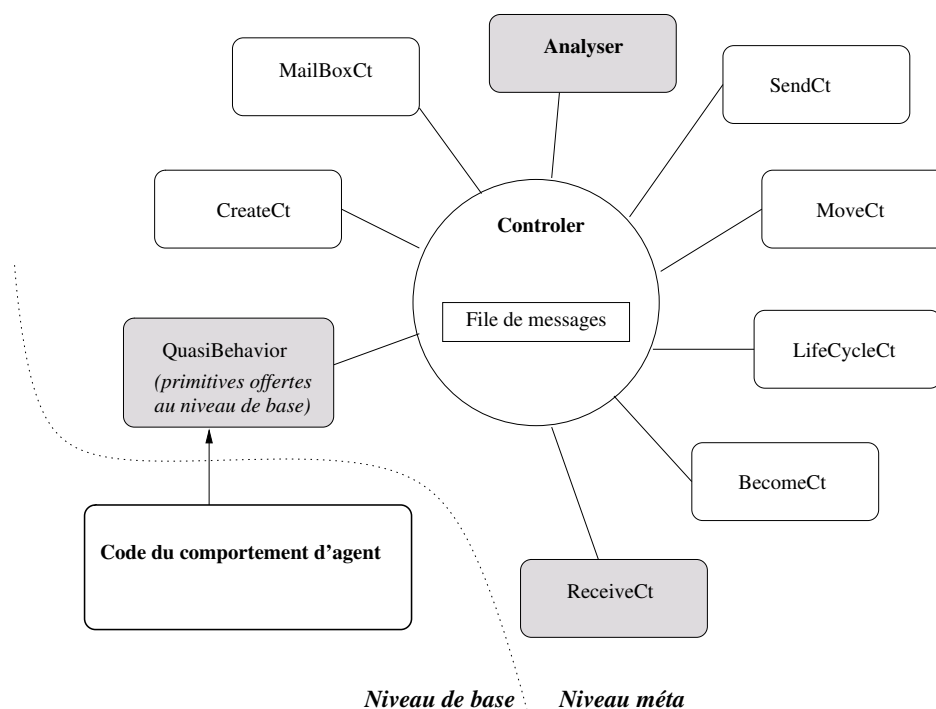 Analyser
MailBoxCt
SendCt
CreateCt
MoveCt
Controler
File de messages
QuasiBehavior
(primitives offertes
au niveau de base)
LifeCycleCt
BecomeCt
Code du comportement d'agent
ReceiveCt
Niveau de base
Niveau méta